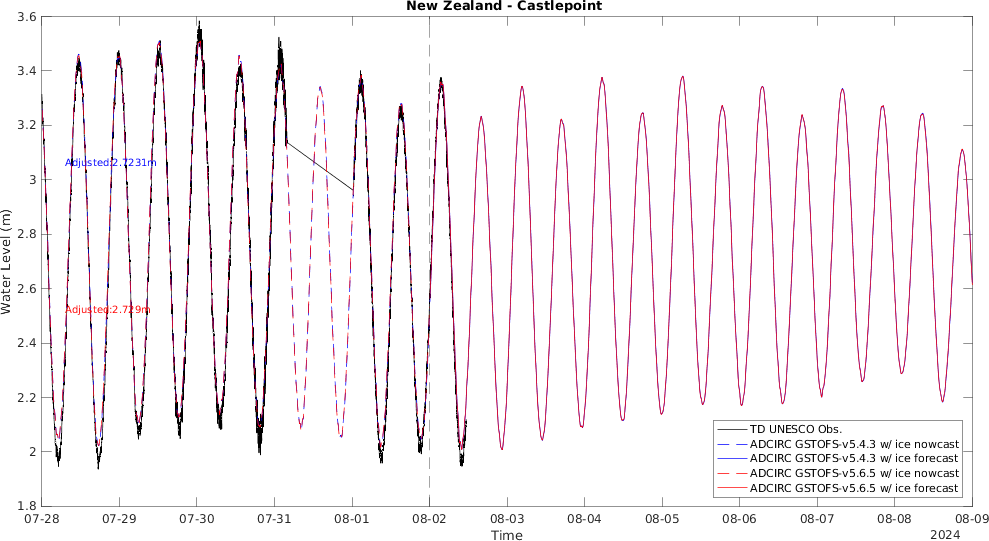 New Zealand - Castlepoint
3.6
3.4
3.2
3
2.8
2.6
2.4
2.2
2
1.8
Water Level (m)
Adjusted:2.7231m
Adjusted:2.729m
TD UNESCO Obs.
ADCIRC GSTOFS-v5.4.3 w/ ice nowcast
ADCIRC GSTOFS-v5.4.3 w/ ice forecast
ADCIRC GSTOFS-v5.6.5 w/ ice nowcast
ADCIRC GSTOFS-v5.6.5 w/ ice forecast
07-28 07-29 07-30 07-31 08-01 08-02 08-03 08-04 08-05 08-06 08-07 08-08 08-09
Time
2024